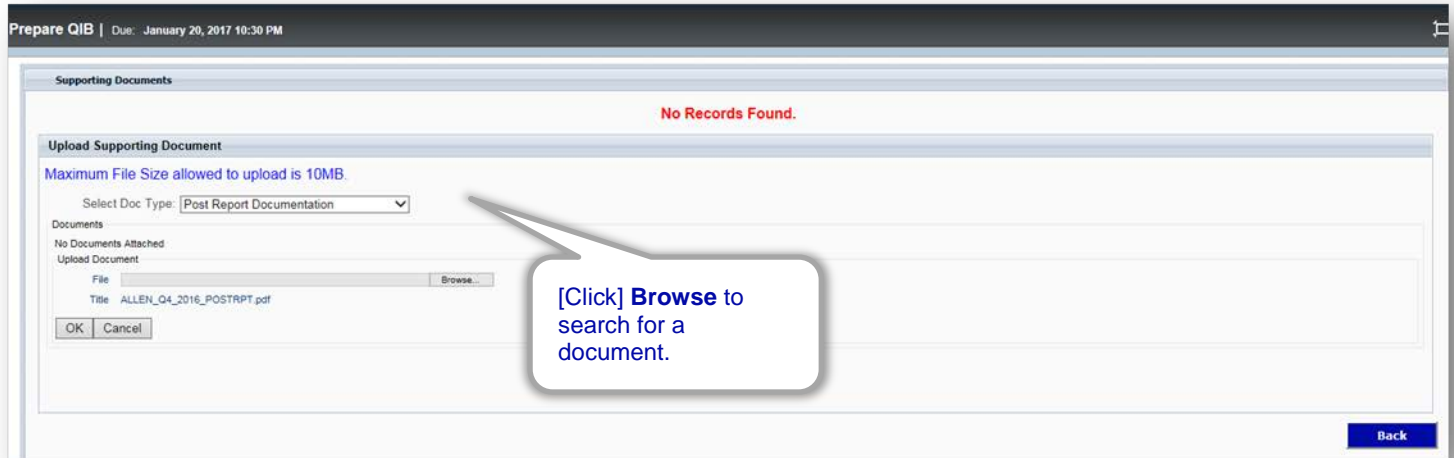 Prepare QIB | Due: January 20, 2017 10:30 PM
Supporting Documents
No Records Found.
Upload Supporting Document
Maximum File Size allowed to upload is 10MB.
Select Doc Type: Post Report Documentation
Documents
No Documents Attached
Upload Document
File Browse...
Title ALLEN_Q4_2016_POSTRPT.pdf
OK Cancel
[Click] Browse to
search for a
document.
Back